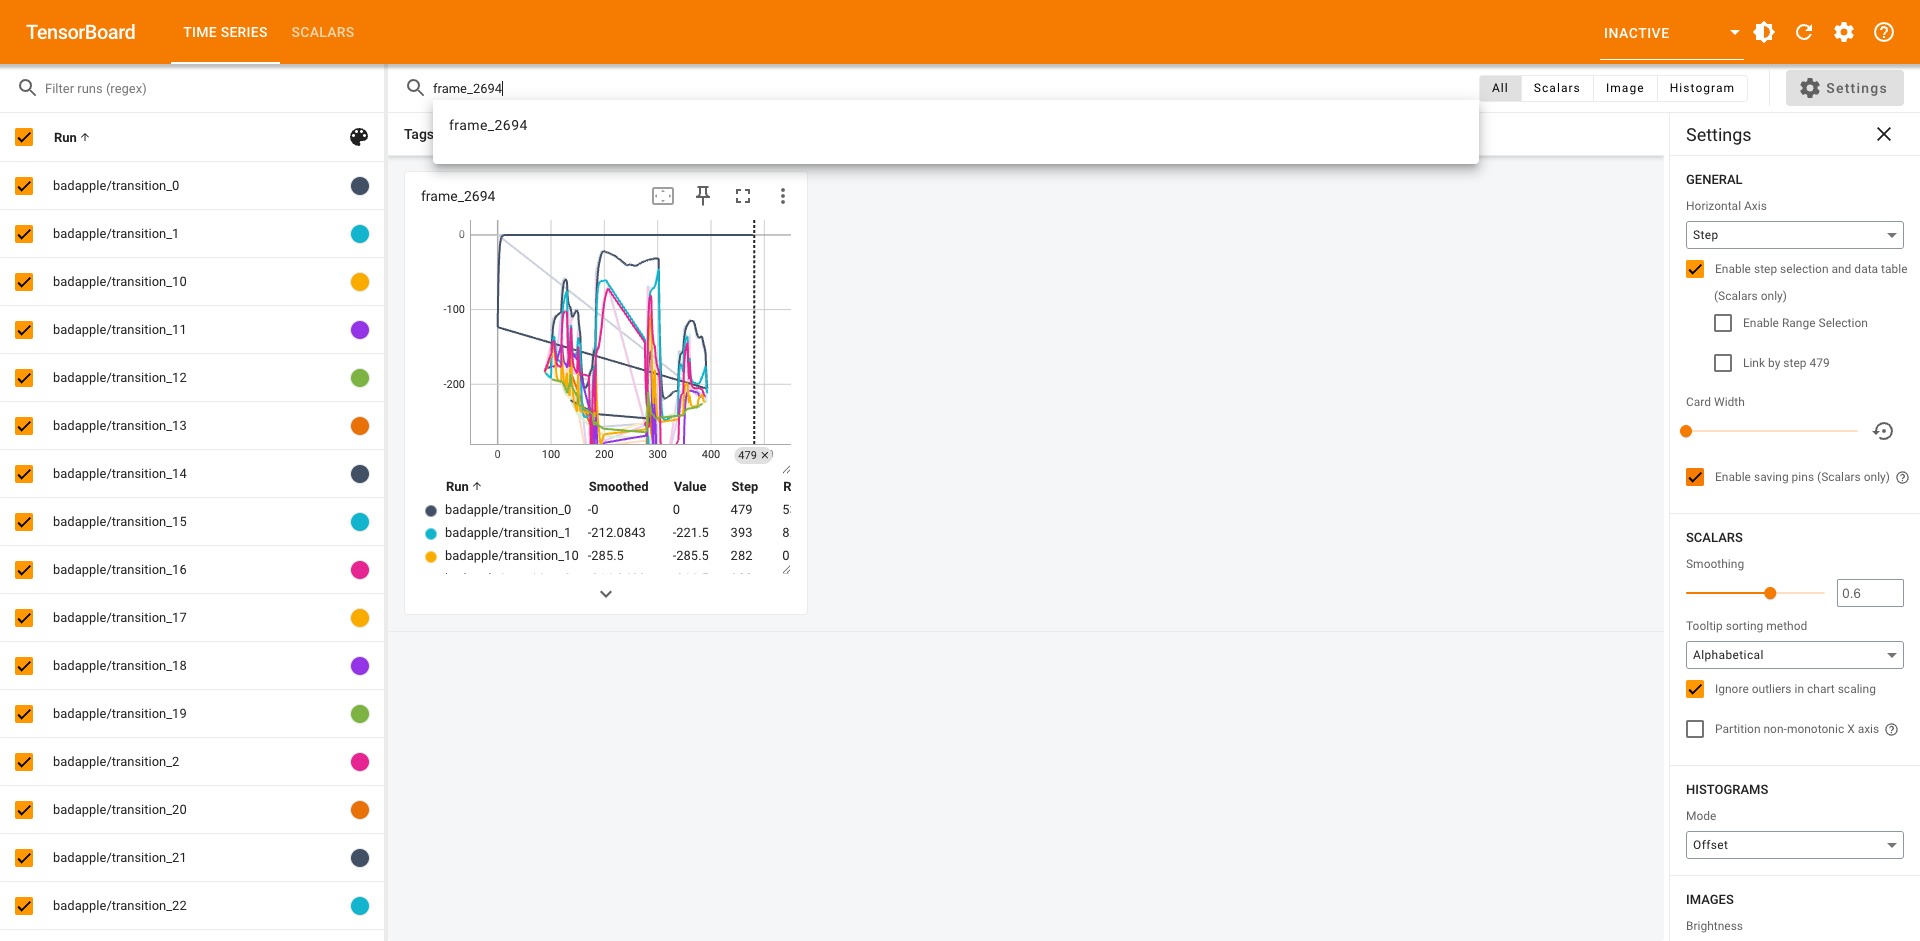 TensorBoard TIME SERIES SCALARS INACTIVE
Filter runs (regex)
frame_2694
All Scalars Image Histogram
Settings
frame_2694
Tags
Run
badapple/transition_0
badapple/transition_1
badapple/transition_10
badapple/transition_11
badapple/transition_12
badapple/transition_13
badapple/transition_14
badapple/transition_15
badapple/transition_16
badapple/transition_17
badapple/transition_18
badapple/transition_19
badapple/transition_2
badapple/transition_20
badapple/transition_21
badapple/transition_22
frame_2694
0
-100
-200
0 100 200 300 400 479
Run Smoothed Value Step R
badapple/transition_0 -0 0 479
badapple/transition_1 -212.0843 -221.5 393 8
badapple/transition_10 -285.5 -285.5 282 0
Settings
GENERAL
Horizontal Axis
Step
Enable step selection and data table
(Scalars only)
Enable Range Selection
Link by step 479
Card Width
Enable saving pins (Scalars only)
SCALARS
Smoothing
0.6
Tooltip sorting method
Alphabetical
Ignore outliers in chart scaling
Partition non-monotonic X axis
HISTOGRAMS
Mode
Offset
IMAGES
Brightness